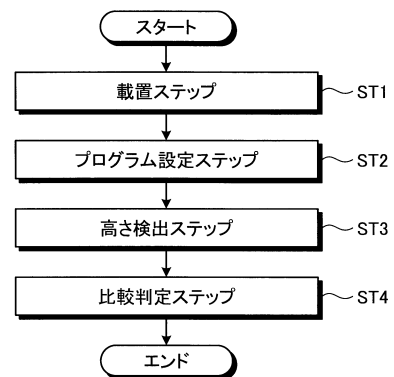 スタート
載置ステップ ST1
プログラム設定ステップ ST2
高さ検出ステップ ST3
比較判定ステップ ST4
エンド